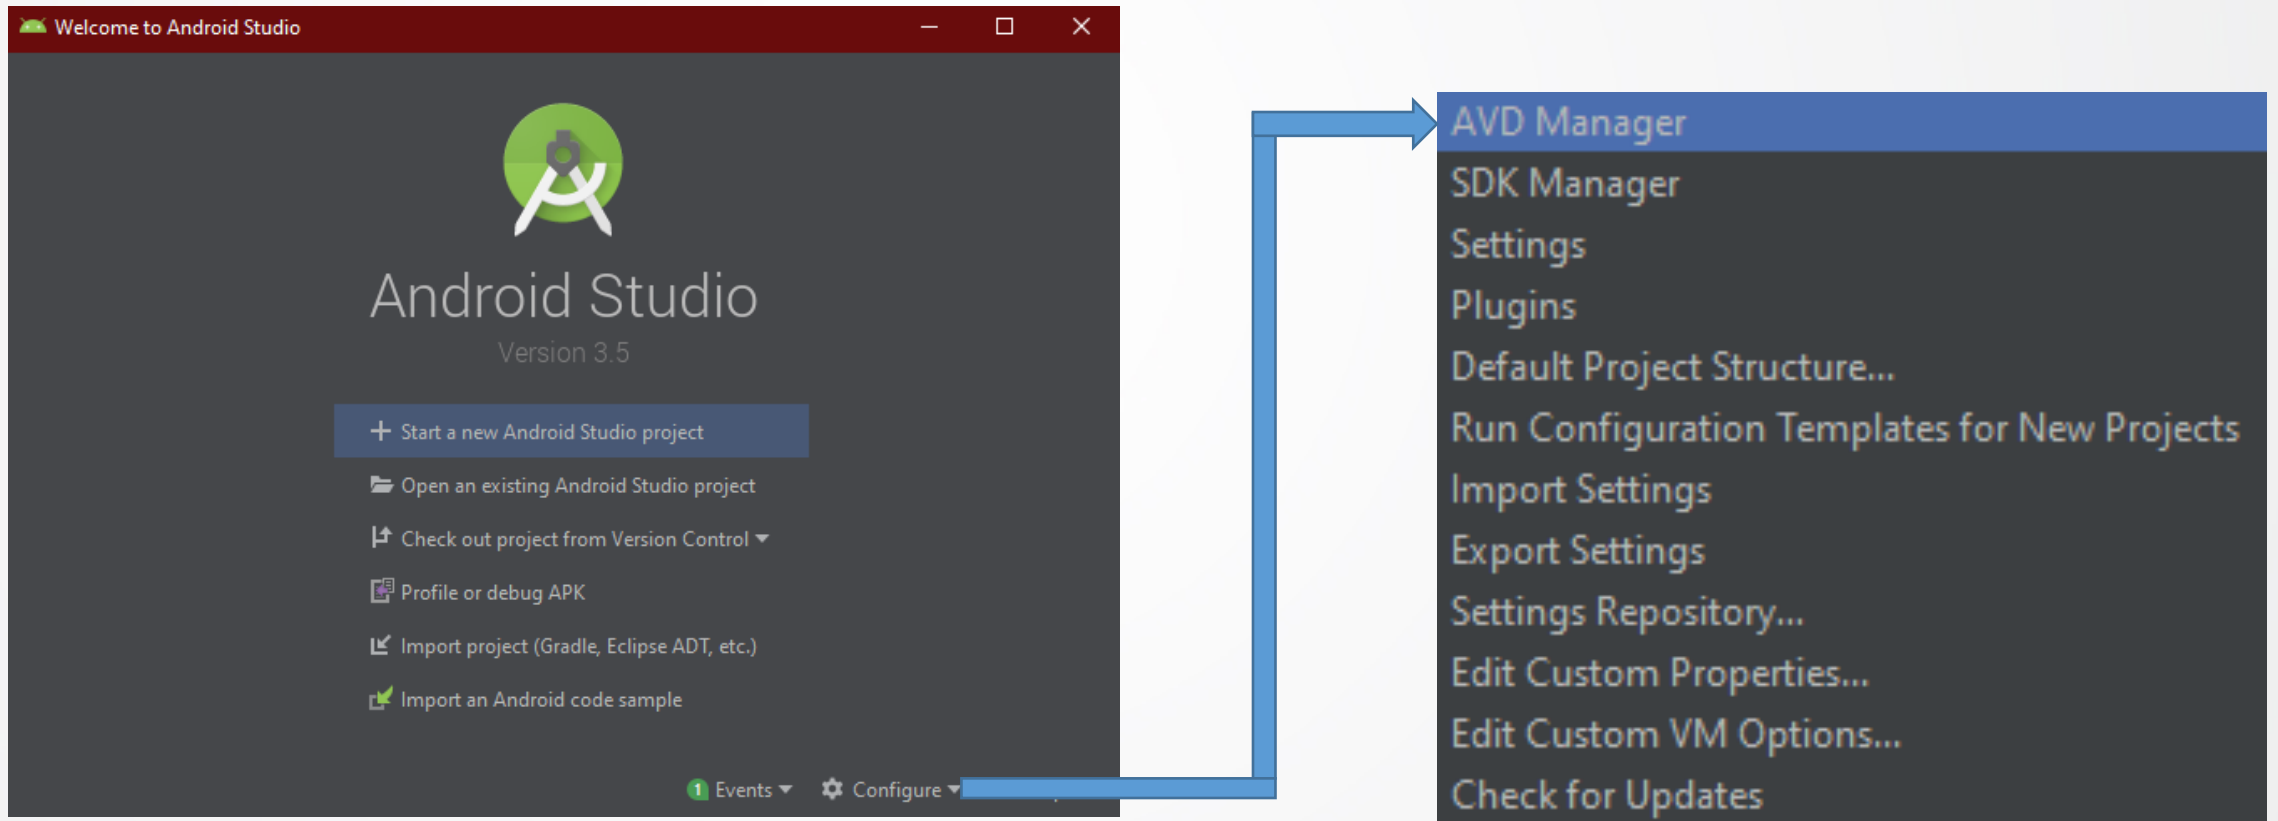 Welcome to Android Studio
Android Studio
Version 3.5
Start a new Android Studio project
Open an existing Android Studio project
Check out project from Version Control
Profile or debug APK
Import project (Gradle, Eclipse ADT, etc.)
Import an Android code sample
1 Events Configure
AVD Manager
SDK Manager
Settings
Plugins
Default Project Structure...
Run Configuration Templates for New Projects
Import Settings
Export Settings
Settings Repository...
Edit Custom Properties...
Edit Custom VM Options...
Check for Updates